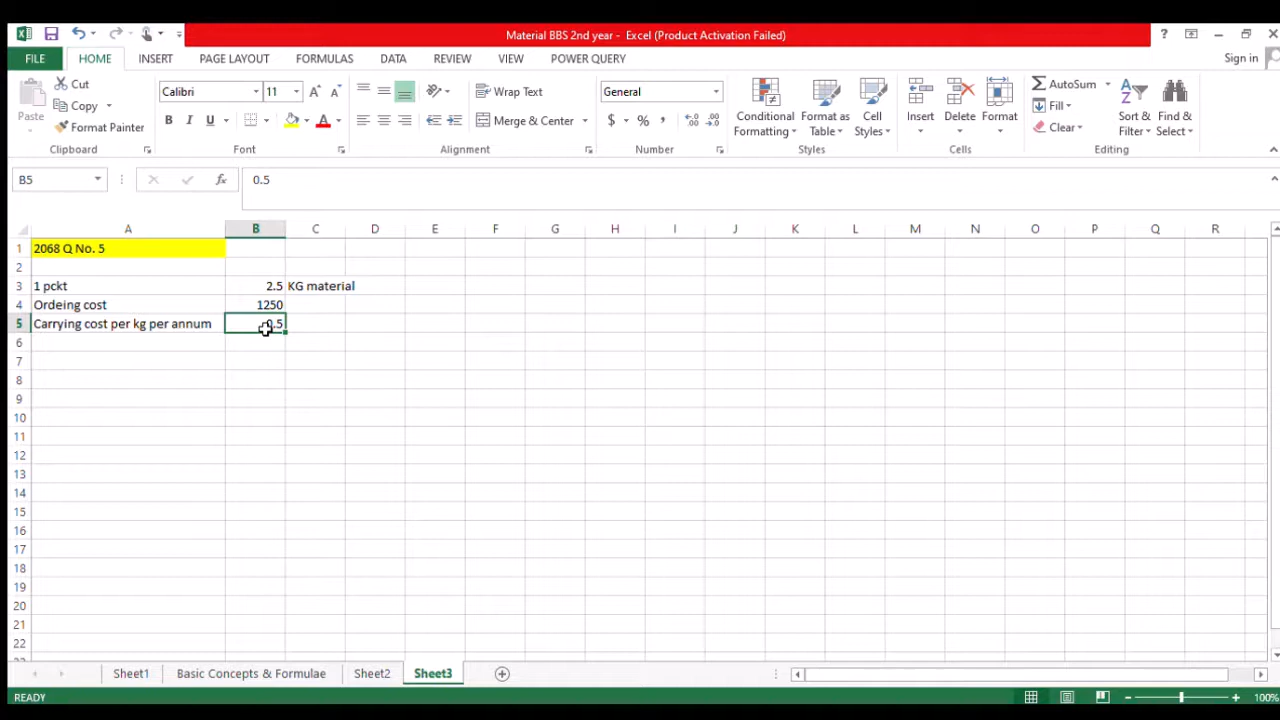 Material BBS 2nd year - Excel (Product Activation Failed)
?
FILE HOME INSERT PAGE LAYOUT FORMULAS DATA REVIEW VIEW POWER QUERY Sign in
Paste
Cut
Copy
Format Painter
Clipboard
Calibri 11
B I U
Font
Wrap Text
Merge & Center
Alignment
General
$ % ,
Number
Conditional Formatting
Format as Table
Cell Styles
Styles
Insert
Delete
Format
Cells
AutoSum
Fill
Clear
Sort & Filter
Find & Select
Editing
B5 fx 0.5
A B C D E F G H I J K L M N O P Q R
1 2068 Q No. 5
2
3 1 pckt 2.5 KG material
4 Ordeing cost 1250
5 Carrying cost per kg per annum 0.5
6
7
8
9
10
11
12
13
14
15
16
17
18
19
20
21
22
Sheet1 Basic Concepts & Formulae Sheet2 Sheet3
READY 100%